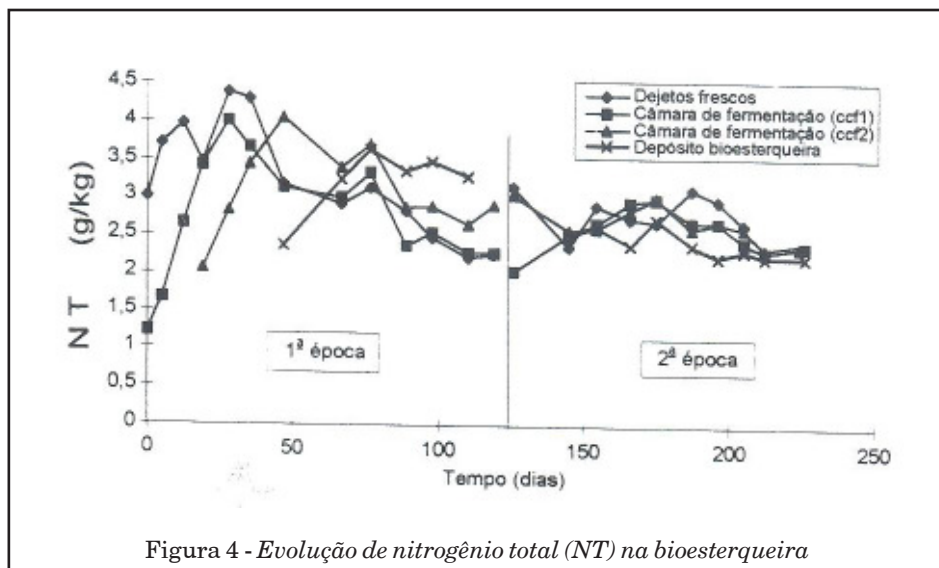 4,5
4
3,5
3
2,5
2
1,5
1
0,5
0
N T (g/kg)
Dejetos frescos
Câmara de fermentação (ccf1)
Câmara de fermentação (ccf2)
Depósito bioesterqueira
1ª época
2ª época
0 50 100 150 200 250
Tempo (dias)
Figura 4 - Evolução de nitrogênio total (NT) na bioesterqueira